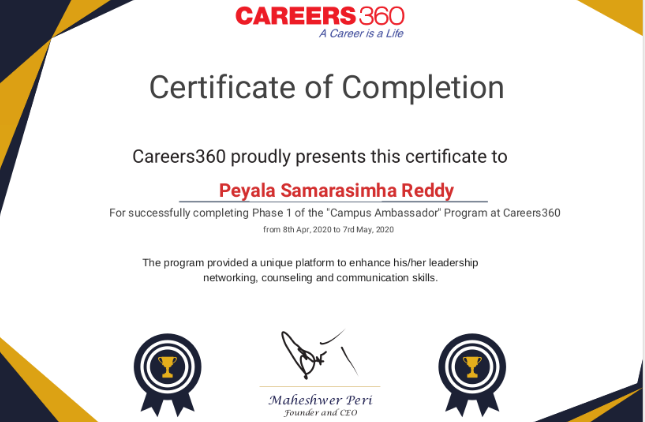 CAREERS360
A Career is a Life
Certificate of Completion
Careers360 proudly presents this certificate to
Peyala Samarasimha Reddy
For successfully completing Phase 1 of the "Campus Ambassador" Program at Careers360
from 8th Apr, 2020 to 7rd May, 2020
The program provided a unique platform to enhance his/her leadership
networking, counseling and communication skills.
Maheshwer Peri
Founder and CEO